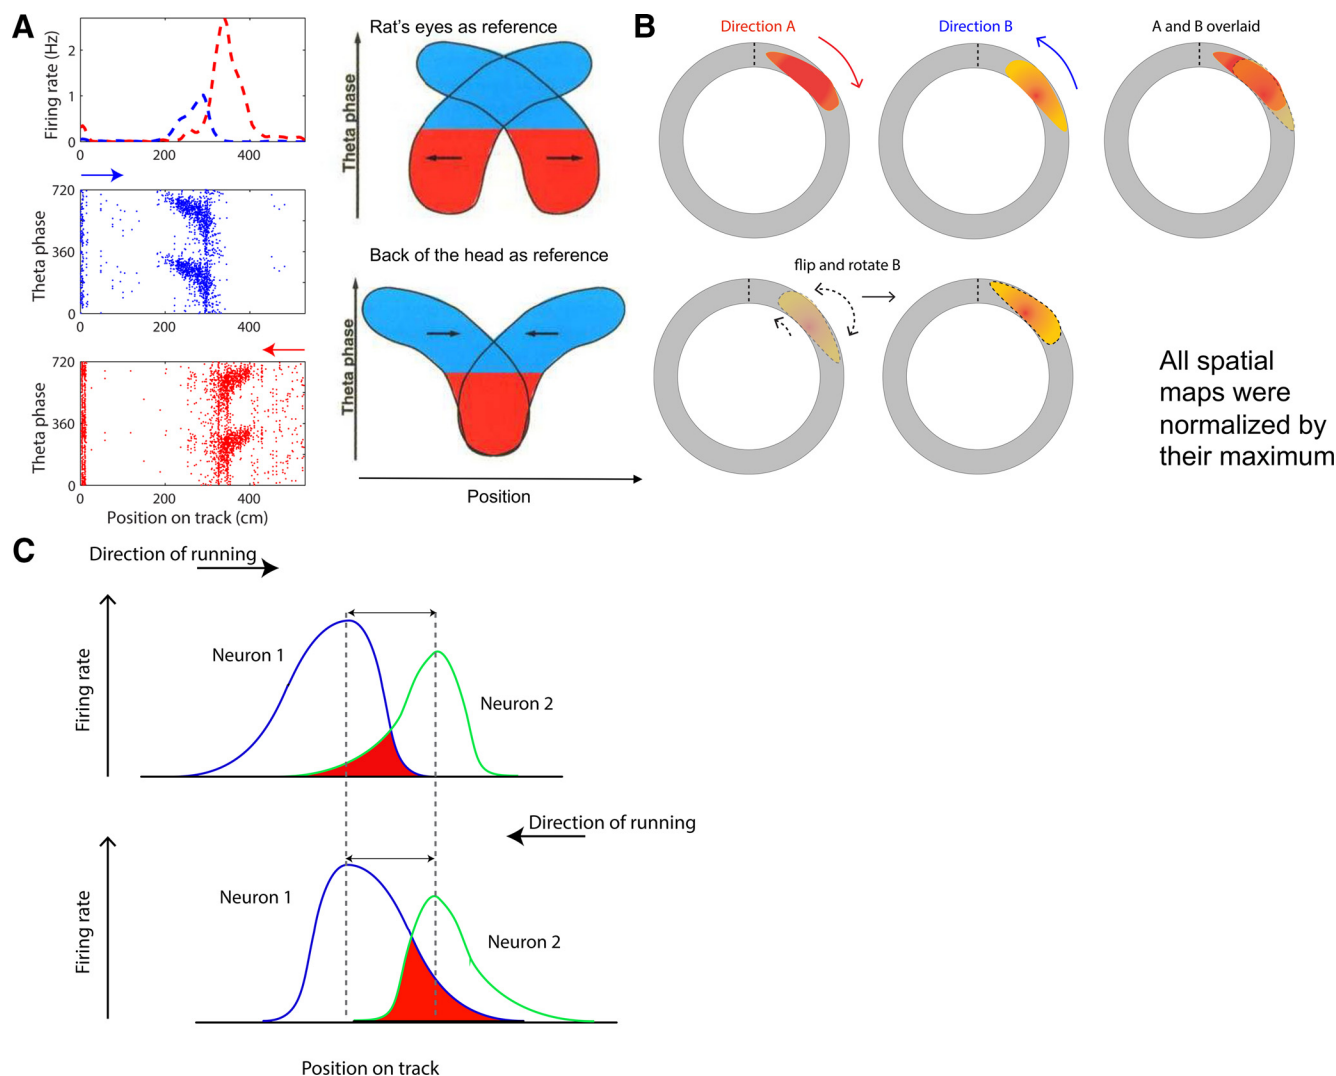 A
Firing rate (Hz)
2
1
0
0
200
400
Theta phase
720
360
0
0
200
400
Theta phase
720
360
0
0
200
400
Position on track (cm)
Rat's eyes as reference
Theta phase
Back of the head as reference
Theta phase
Position
B
Direction A
Direction B
A and B overlaid
flip and rotate B
All spatial
maps were
normalized by
their maximum
C
Direction of running
Firing rate
Neuron 1
Neuron 2
Direction of running
Firing rate
Neuron 1
Neuron 2
Position on track